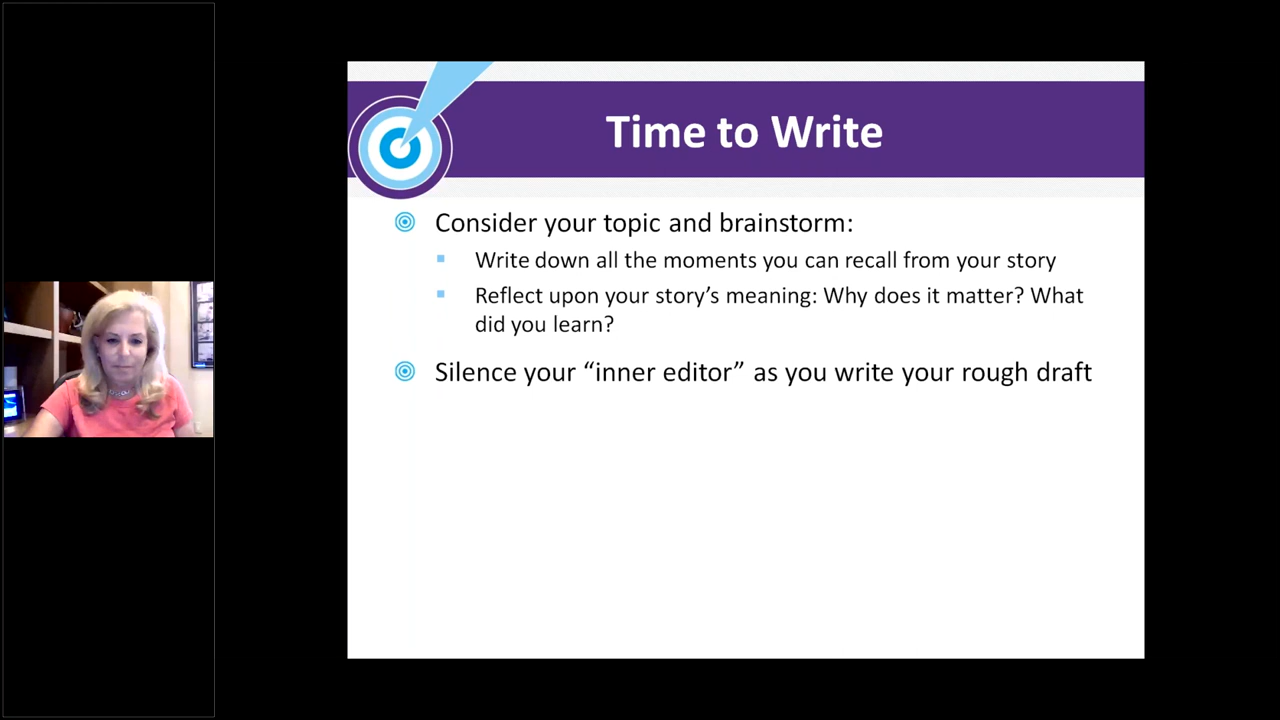 Time to Write
Consider your topic and brainstorm:
Write down all the moments you can recall from your story
Reflect upon your story’s meaning: Why does it matter? What
did you learn?
Silence your “inner editor” as you write your rough draft